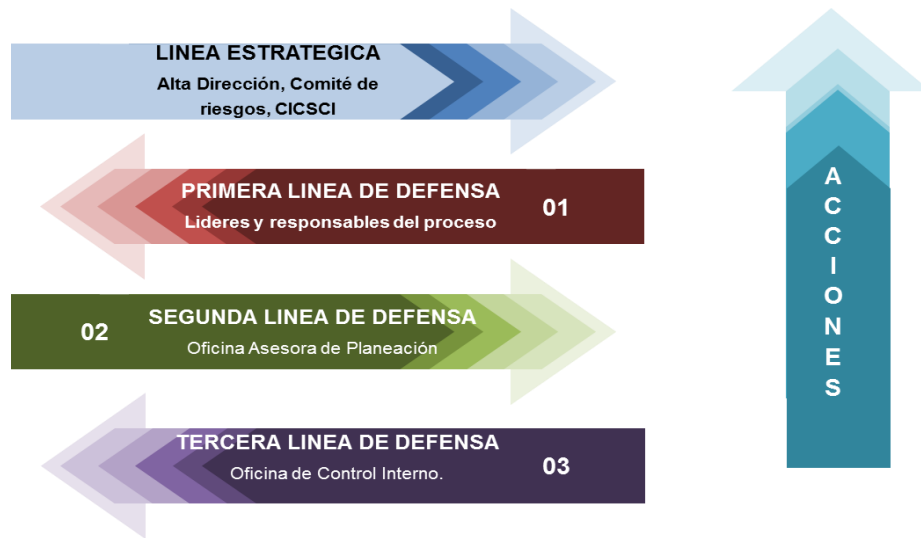 LINEA ESTRATEGICA
Alta Dirección, Comité de
riesgos, CICSCI
PRIMERA LINEA DE DEFENSA
Lideres y responsables del proceso
01
02
SEGUNDA LINEA DE DEFENSA
Oficina Asesora de Planeación
TERCERA LINEA DE DEFENSA
Oficina de Control Interno.
03
A
C
C
I
O
N
E
S